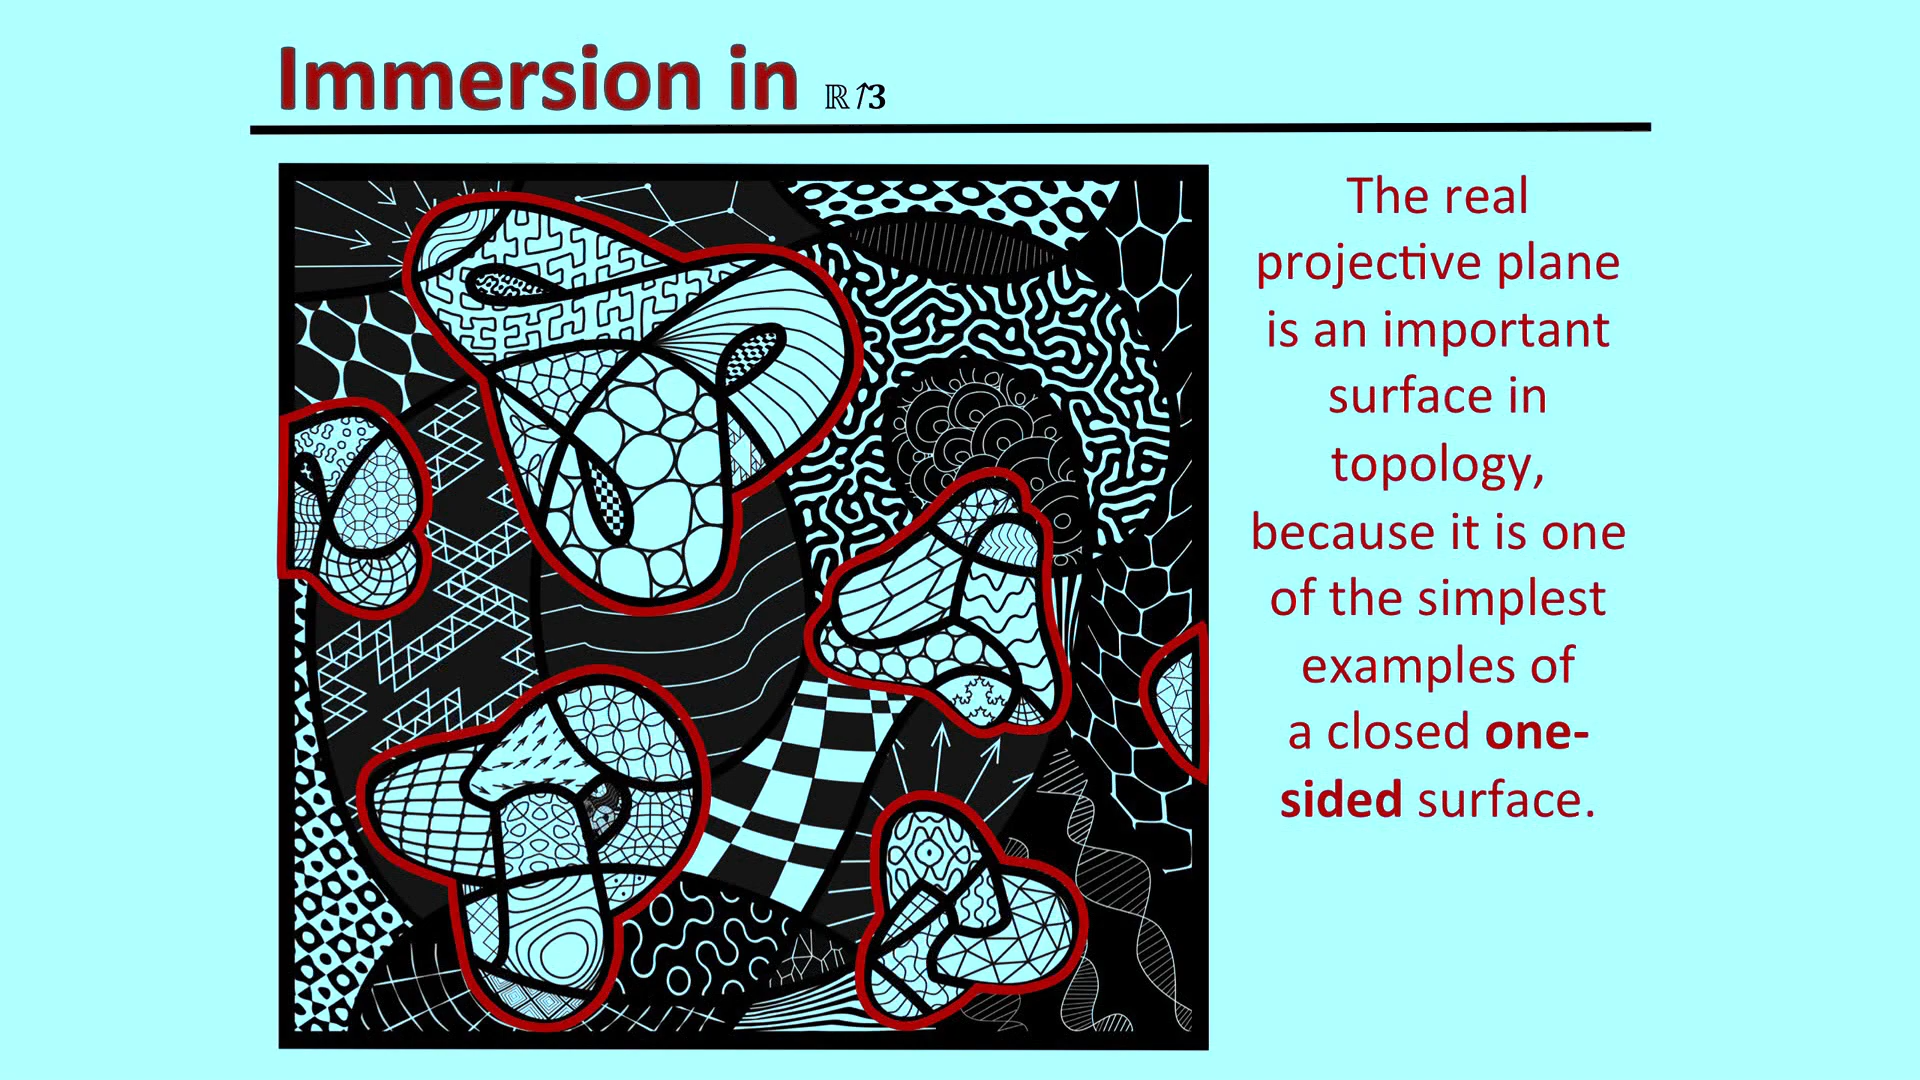 Immersion in ℝ↑3
The real
projective plane
is an important
surface in
topology,
because it is one
of the simplest
examples of
a closed one-
sided surface.